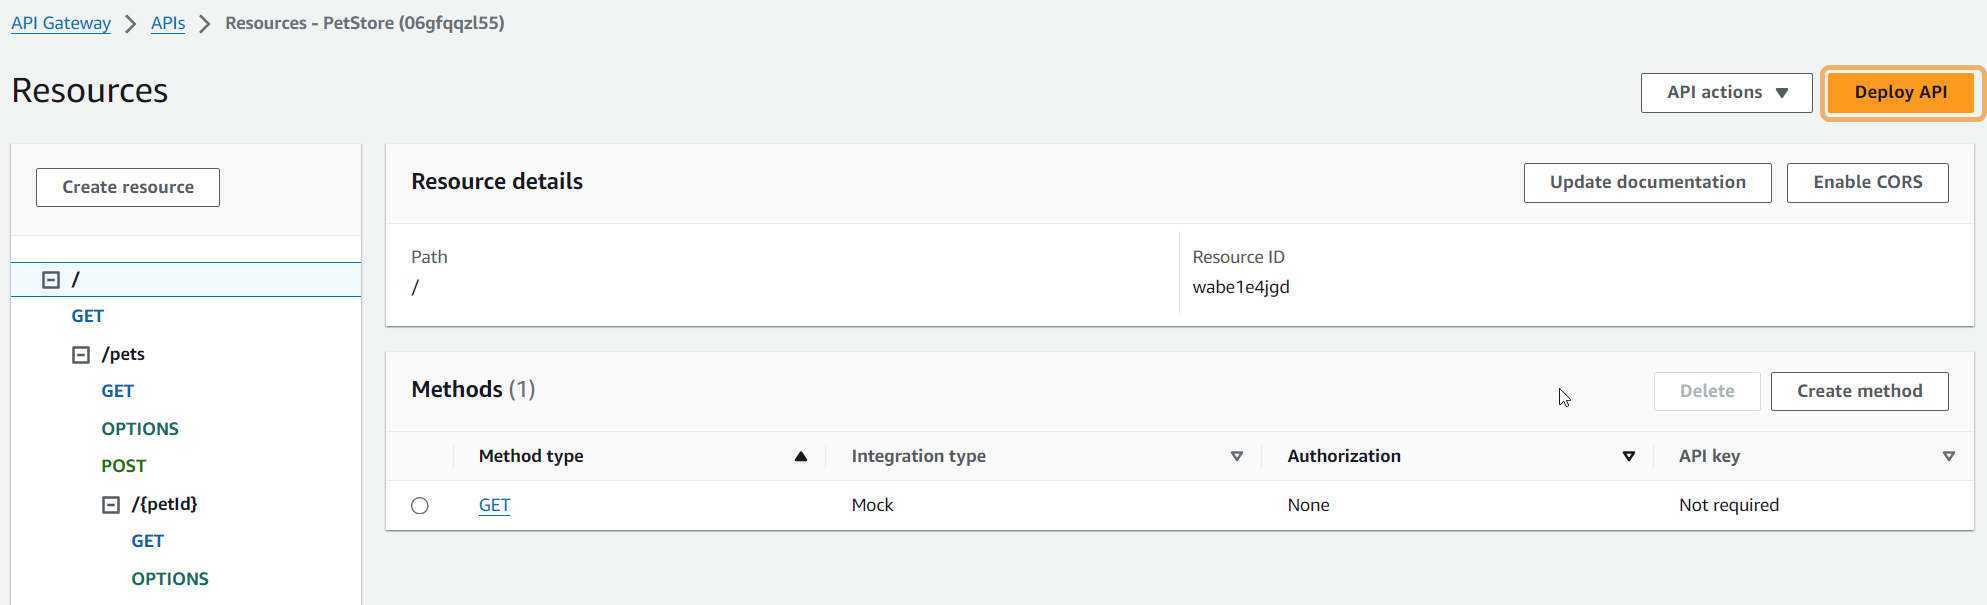 API Gateway > APIs > Resources - PetStore (06gfqqzl55)
Resources
API actions ▼ Deploy API
Create resource
/
GET
/pets
GET
OPTIONS
POST
/{petId}
GET
OPTIONS
Resource details
Update documentation Enable CORS
Path
/
Resource ID
wabe1e4jgd
Methods (1)
Delete Create method
Method type Integration type Authorization API key
GET Mock None Not required